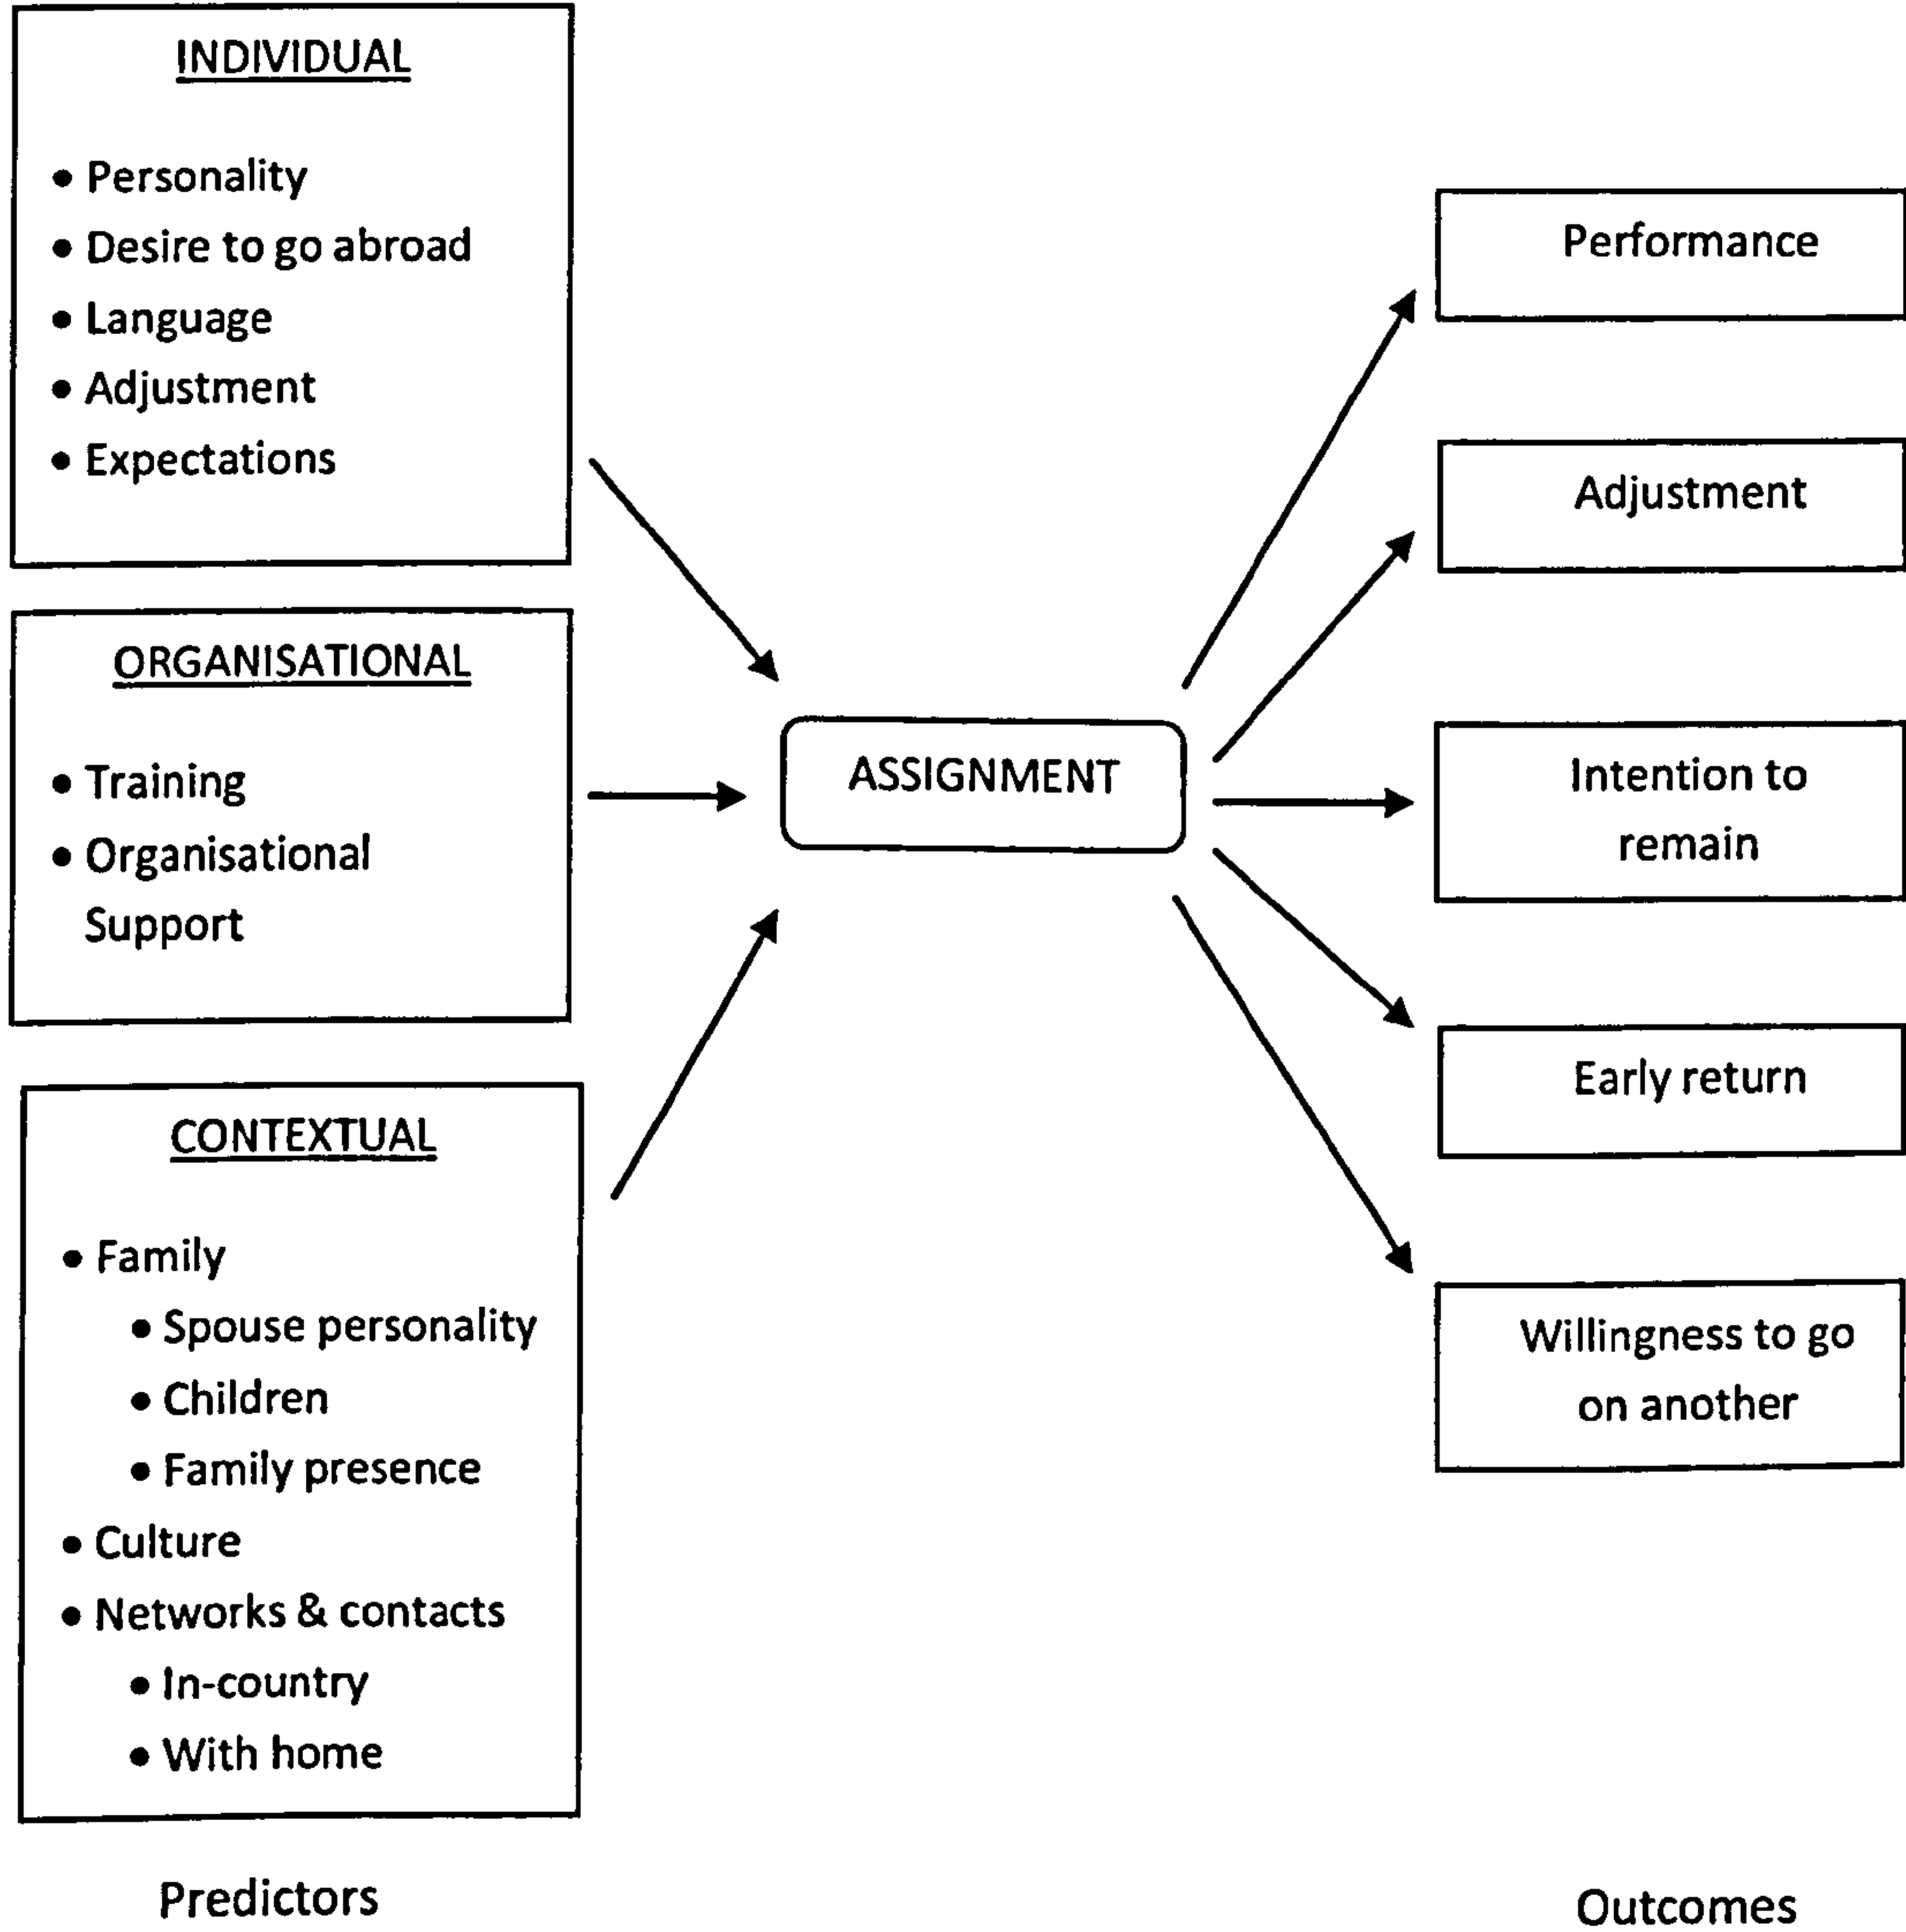 INDIVIDUAL
• Personality
• Desire to go abroad
• Language
• Adjustment
• Expectations
ORGANISATIONAL
• Training
• Organisational
Support
CONTEXTUAL
• Family
• Spouse personality
• Children
• Family presence
• Culture
• Networks & contacts
• In-country
• With home
Predictors
ASSIGNMENT
Performance
Adjustment
Intention to
remain
Early return
Willingness to go
on another
Outcomes